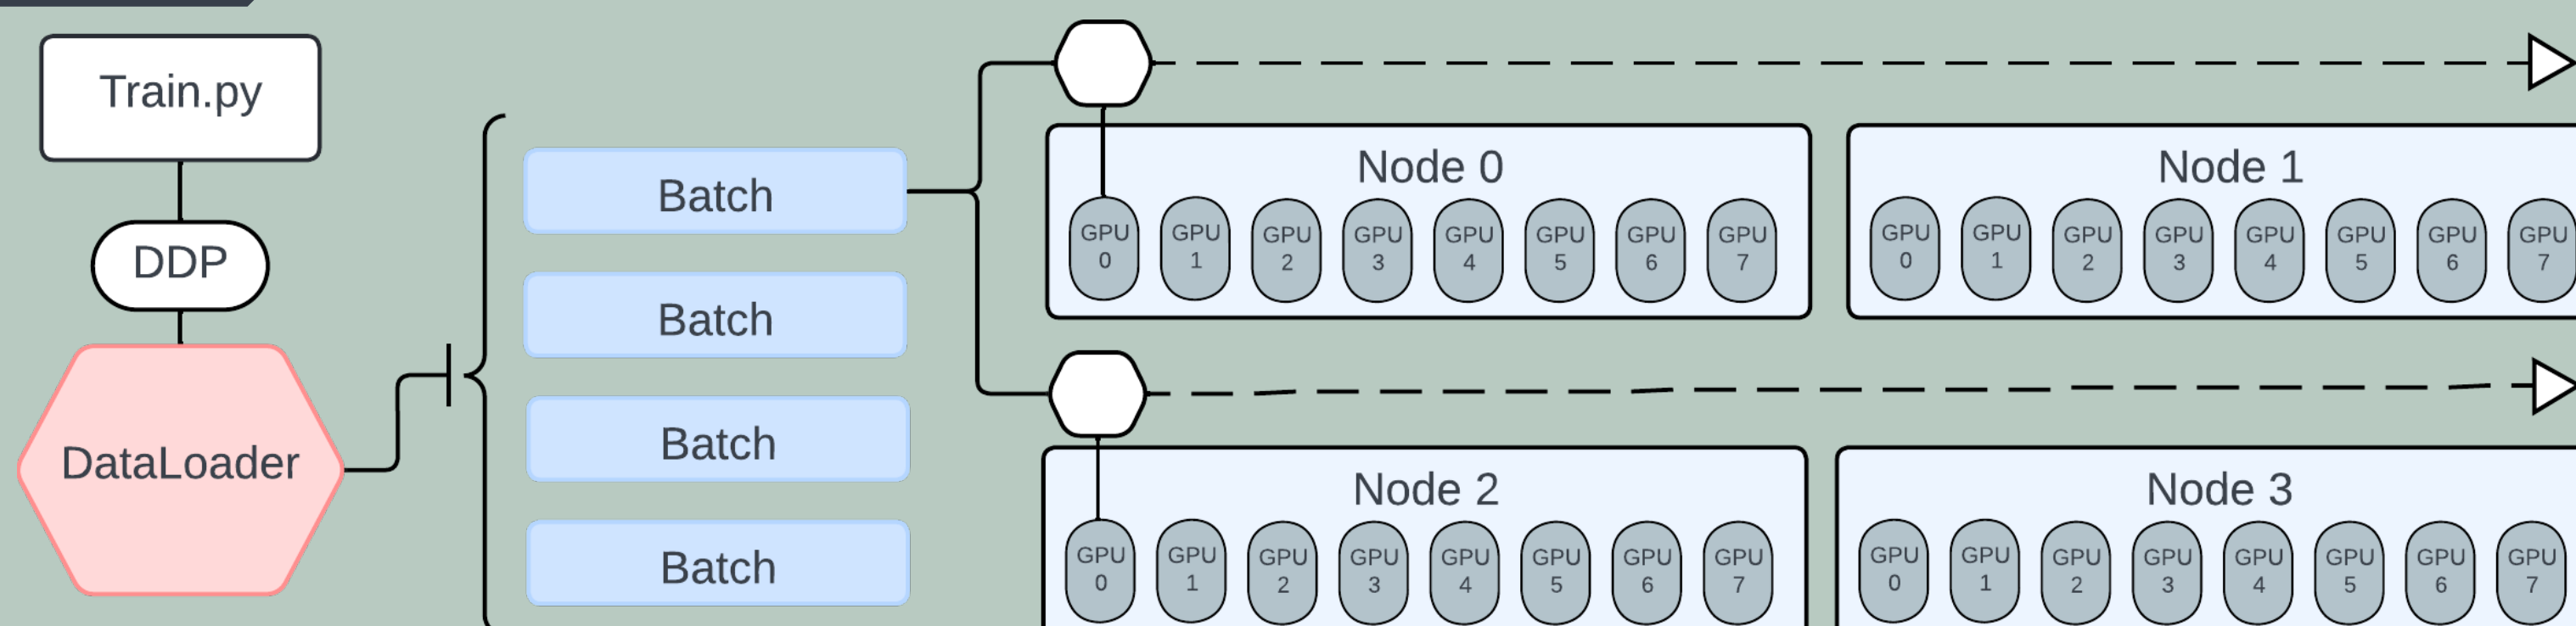 Train.py
DDP
DataLoader
Batch
Batch
Batch
Batch
Node 0
GPU 0
GPU 1
GPU 2
GPU 3
GPU 4
GPU 5
GPU 6
GPU 7
Node 1
GPU 0
GPU 1
GPU 2
GPU 3
GPU 4
GPU 5
GPU 6
GPU 7
Node 2
GPU 0
GPU 1
GPU 2
GPU 3
GPU 4
GPU 5
GPU 6
GPU 7
Node 3
GPU 0
GPU 1
GPU 2
GPU 3
GPU 4
GPU 5
GPU 6
GPU 7